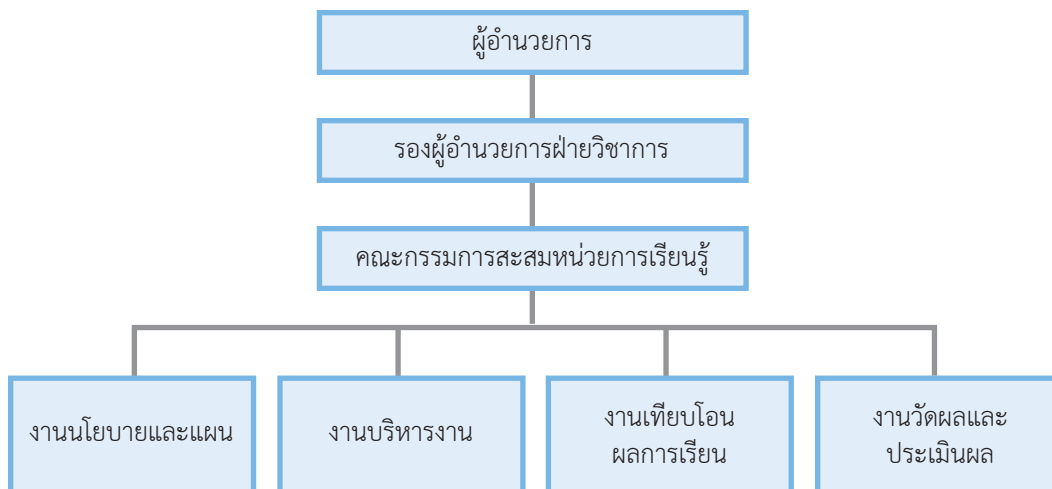 ผู้อำนวยการ
รองผู้อำนวยการฝ่ายวิชาการ
คณะกรรมการสะสมหน่วยการเรียนรู้
งานนโยบายและแผน
งานบริหารงาน
งานเทียบโอน
ผลการเรียน
งานวัดผลและ
ประเมินผล